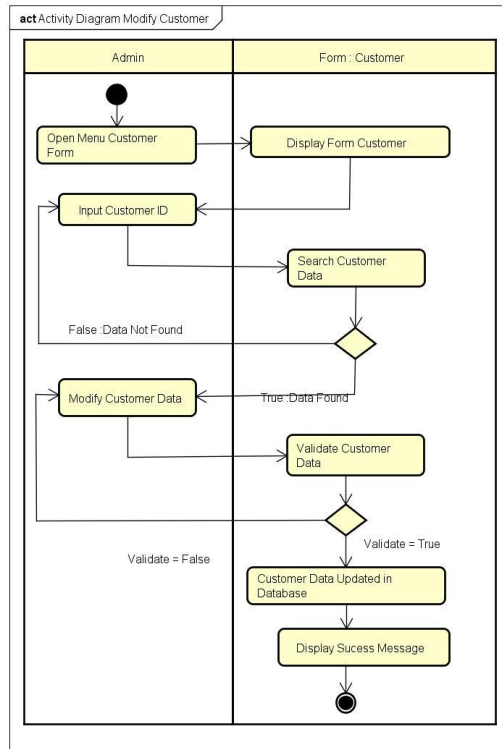 act Activity Diagram Modify Customer
Admin
Form : Customer
Open Menu Customer
Form
Display Form Customer
Input Customer ID
Search Customer
Data
False :Data Not Found
True :Data Found
Modify Customer Data
Validate Customer
Data
Validate = True
Validate = False
Customer Data Updated in
Database
Display Sucess Message